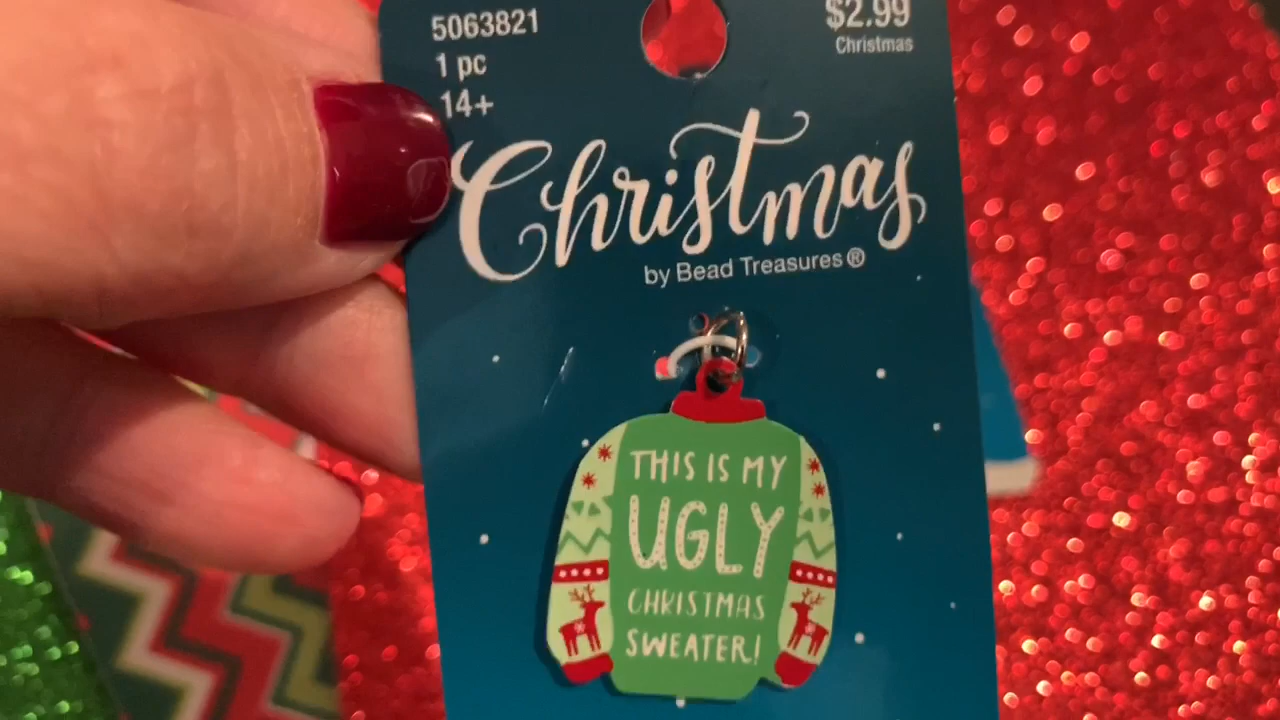 5063821
1 pc
14+
$2.99
Christmas
Christmas
by Bead Treasures®
THIS IS MY
UGLY
CHRISTMAS
SWEATER!